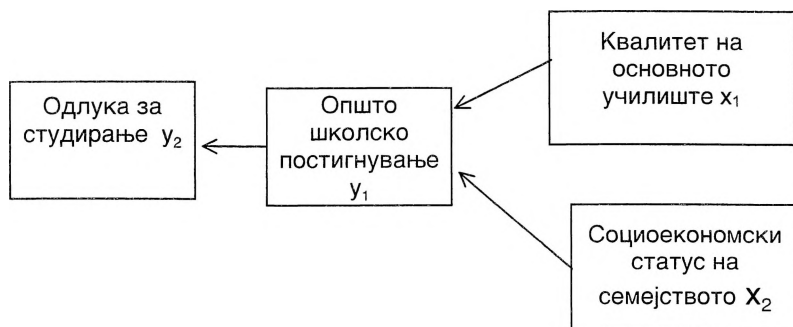 Одлука за
студирање y₂
Општо
школско
постигнување
y₁
Квалитет на
основното
училиште x₁
Социоекономски
статус на
семејството X₂